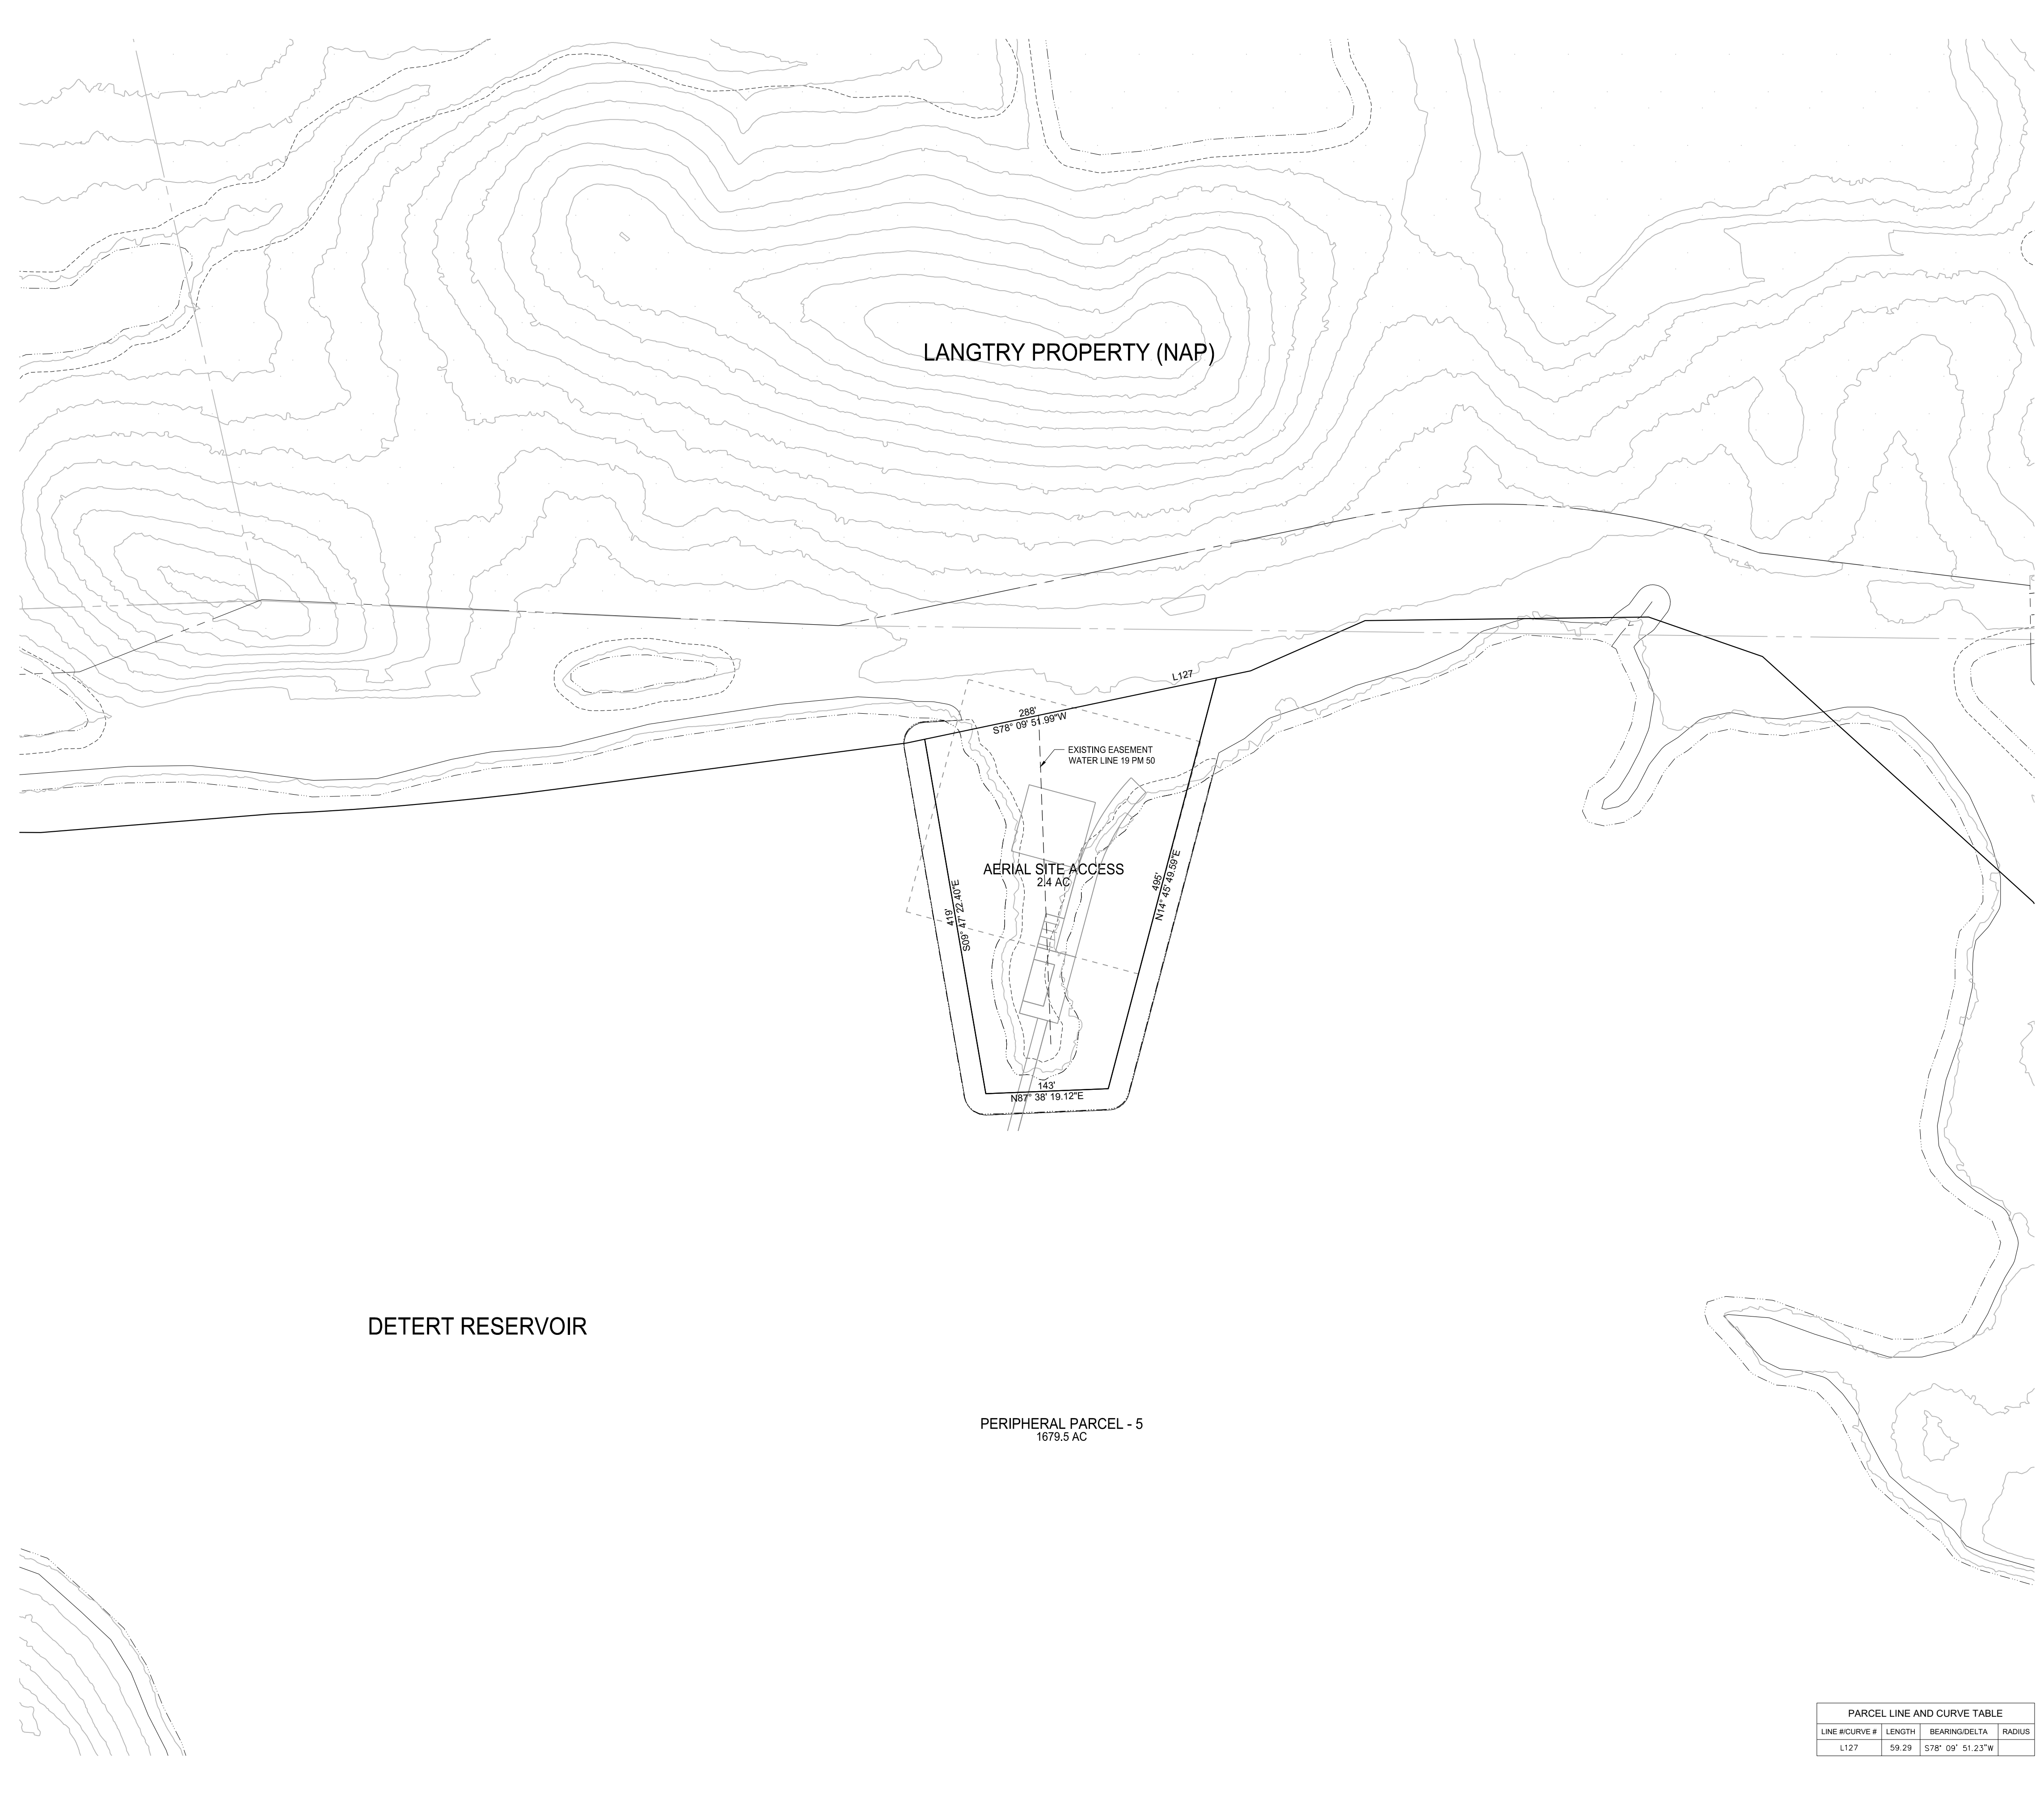 LANGTRY PROPERTY (NAP)
L127
288'
S78° 09' 51.99"W
EXISTING EASEMENT
WATER LINE 19 PM 50
AERIAL SITE ACCESS
2.4 AC
419'
S09° 47' 22.40"E
495'
N14° 45' 49.59"E
143'
N87° 38' 19.12"E
DETERT RESERVOIR
PERIPHERAL PARCEL - 5
1679.5 AC
PARCEL LINE AND CURVE TABLE
LINE #/CURVE # LENGTH BEARING/DELTA RADIUS
L127 59.29 S78° 09' 51.23"W